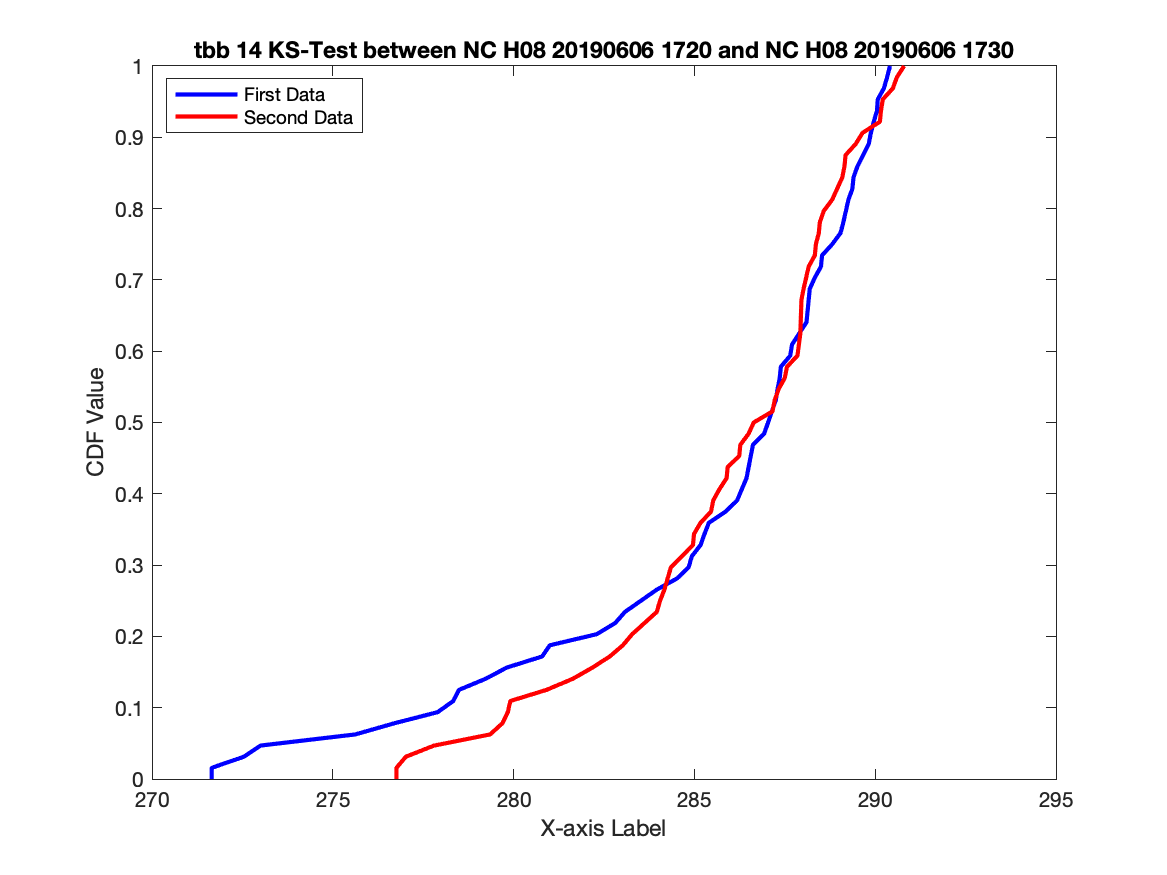 tbb 14 KS-Test between NC H08 20190606 1720 and NC H08 20190606 1730
First Data
Second Data
1
0.9
0.8
0.7
0.6
0.5
0.4
0.3
0.2
0.1
0
CDF Value
270 275 280 285 290 295
X-axis Label